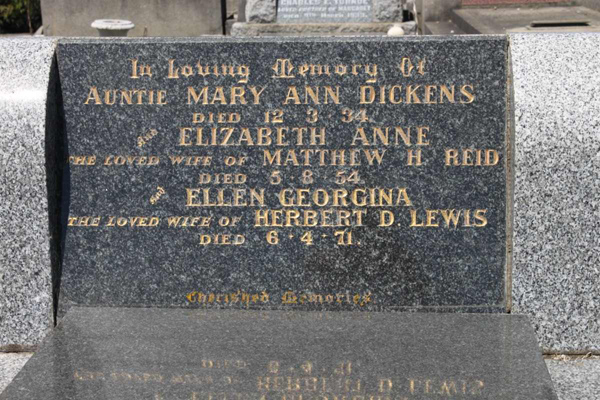 In Loving Memory Of
AUNTIE MARY ANN DICKENS
DIED 12·3·34.
also
ELIZABETH ANNE
THE LOVED WIFE OF MATTHEW H REID
DIED 5·8·54.
and
ELLEN GEORGINA
THE LOVED WIFE OF HERBERT D. LEWIS
DIED 6·4·71
Cherished Memories